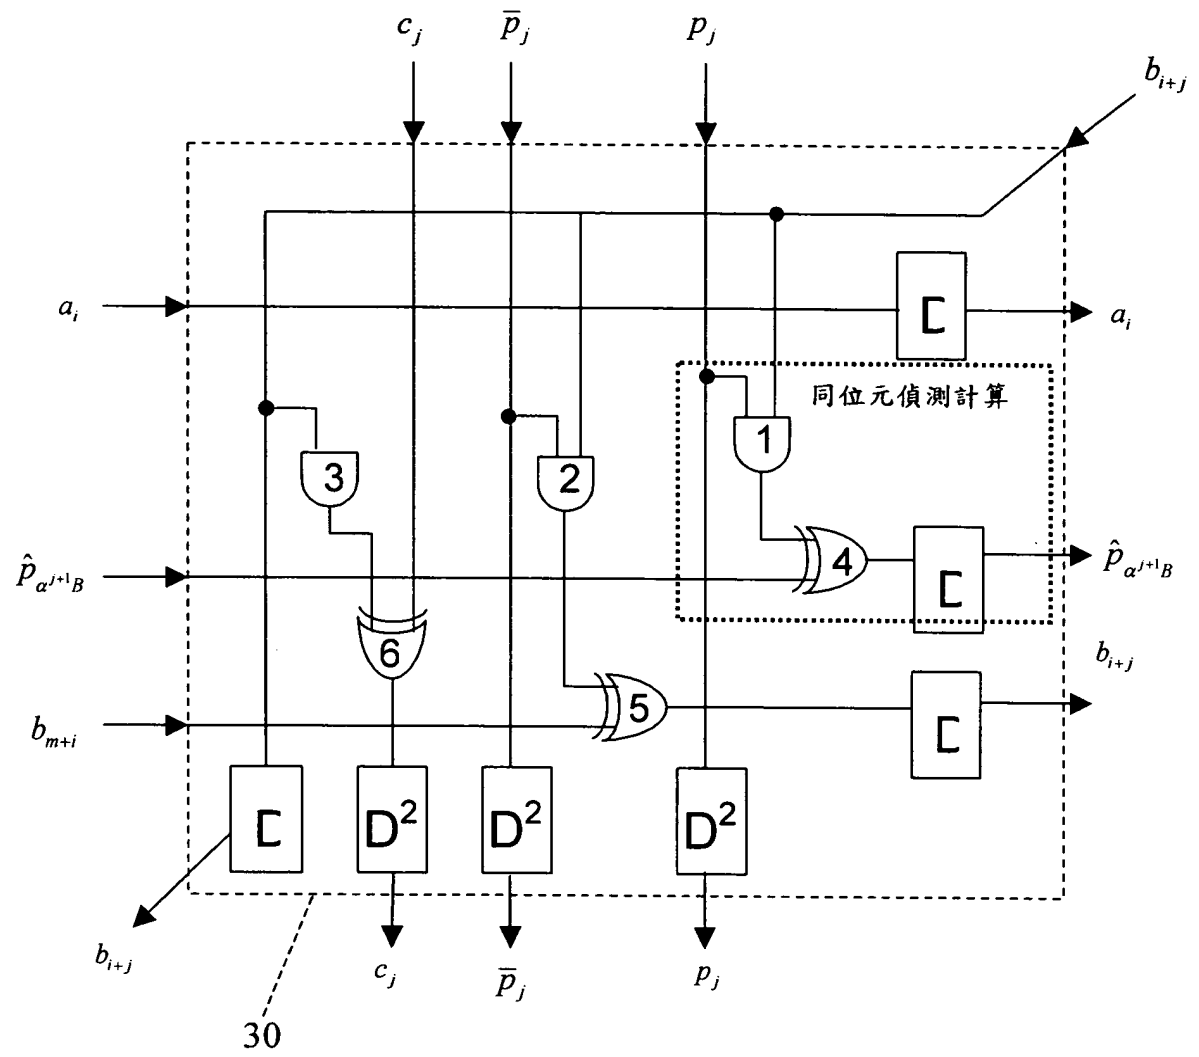 c_j p̄_j p_j
b_{i+j}
a_i
C
a_i
同位元偵測計算
1
3 2
p̂_{α^{j+1}B} 4 C p̂_{α^{j+1}B}
6
b_{i+j}
b_{m+i} 5 C
C D² D² D²
b_{i+j} c_j p̄_j p_j
30